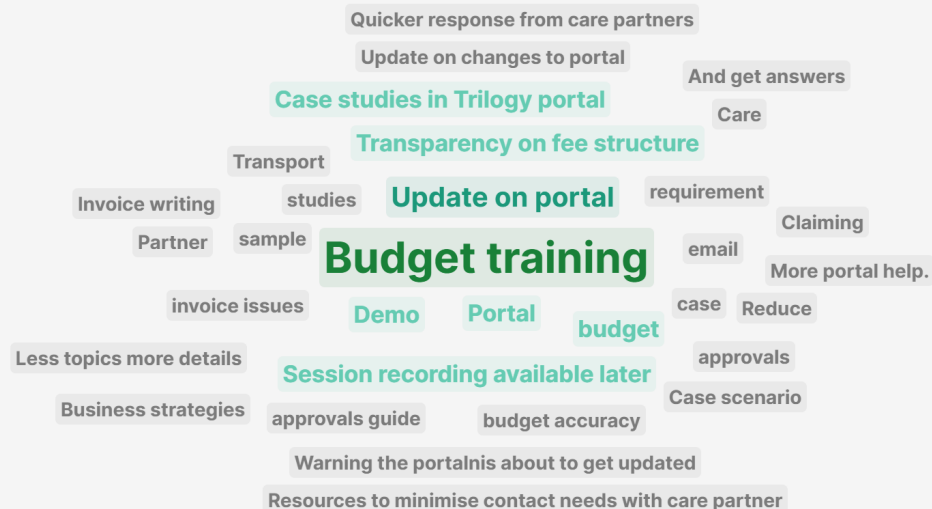 Quicker response from care partners
Update on changes to portal
And get answers
Case studies in Trilogy portal
Care
Transparency on fee structure
Transport
Invoice writing
studies
Update on portal
requirement
Claiming
Partner
sample
Budget training
email
More portal help.
invoice issues
Demo
Portal
budget
case
Reduce
Less topics more details
Session recording available later
approvals
Case scenario
Business strategies
approvals guide
budget accuracy
Warning the portalnis about to get updated
Resources to minimise contact needs with care partner